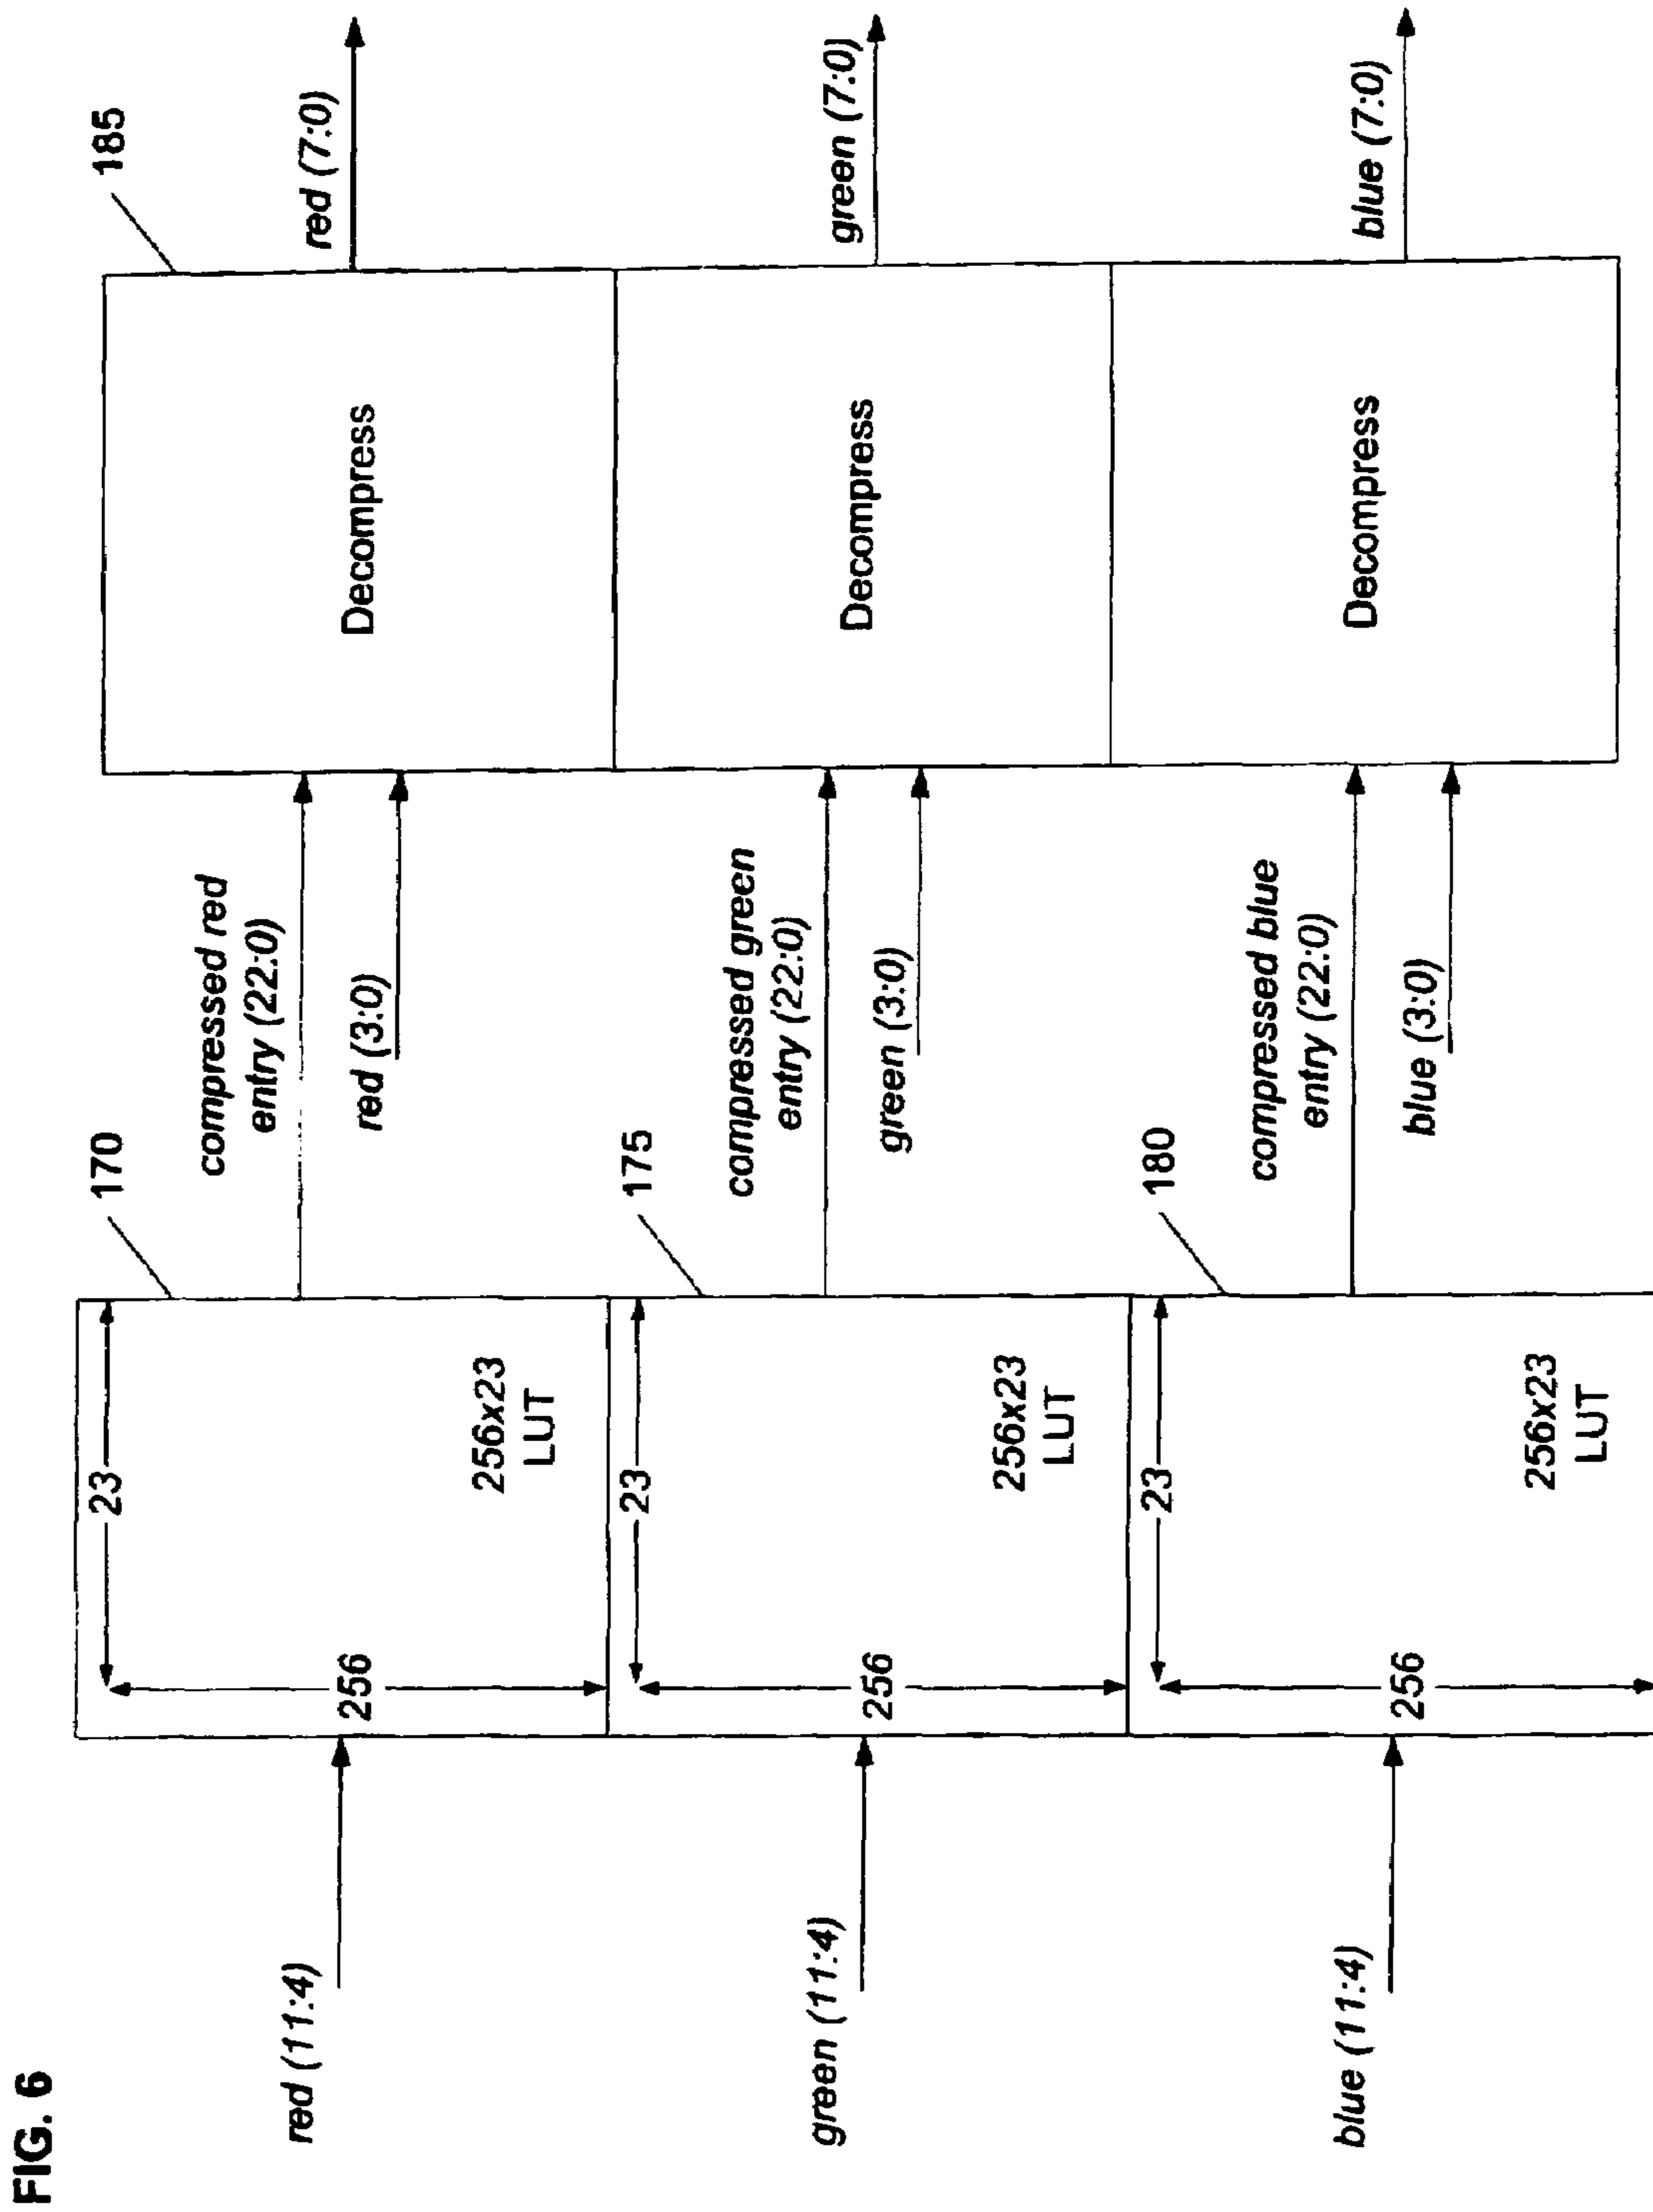 FIG. 6
red (11:4)
23
256
256x23
LUT
170
compressed red
entry (22:0)
red (3:0)
Decompress
185
red (7:0)
green (11:4)
23
256
256x23
LUT
175
compressed green
entry (22:0)
green (3:0)
Decompress
green (7:0)
blue (11:4)
23
256
256x23
LUT
180
compressed blue
entry (22:0)
blue (3:0)
Decompress
blue (7:0)